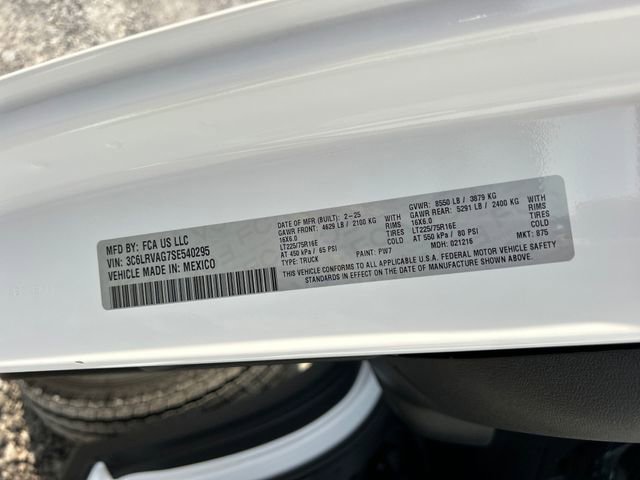 MFD BY: FCA US LLC
VIN: 3C6LRVAG7SE540295
VEHICLE MADE IN: MEXICO
DATE OF MFR (BUILT): 2-25
GAWR FRONT: 4629 LB / 2100 KG WITH
16X6.0 RIMS
LT225/75R16E TIRES
AT 450 kPa / 65 PSI COLD
TYPE: TRUCK PAINT: PW7
GVWR: 8550 LB / 3879 KG
GAWR REAR: 5291 LB / 2400 KG WITH
16X6.0 RIMS
LT225/75R16E TIRES
AT 550 kPa / 80 PSI COLD
MDH: 021216 MKT: 875
THIS VEHICLE CONFORMS TO ALL APPLICABLE U.S.A. FEDERAL MOTOR VEHICLE SAFETY
STANDARDS IN EFFECT ON THE DATE OF MANUFACTURE SHOWN ABOVE.